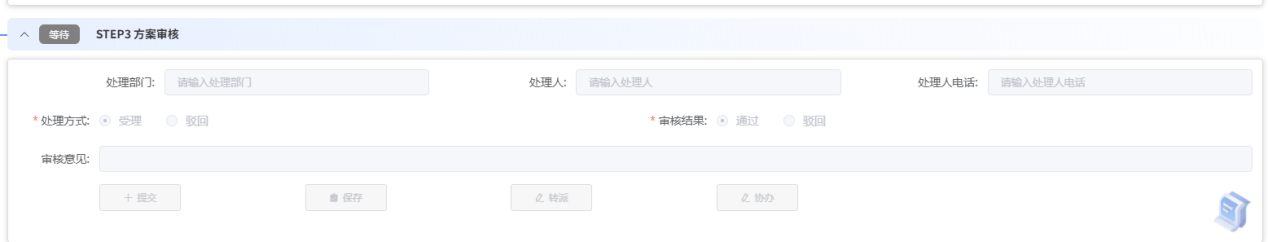 等待 STEP3 方案审核
处理部门: 请输入处理部门 处理人: 请输入处理人 处理人电话: 请输入处理人电话
* 处理方式: 受理 驳回 * 审核结果: 通过 驳回
审核意见:
+ 提交 保存 转派 协办